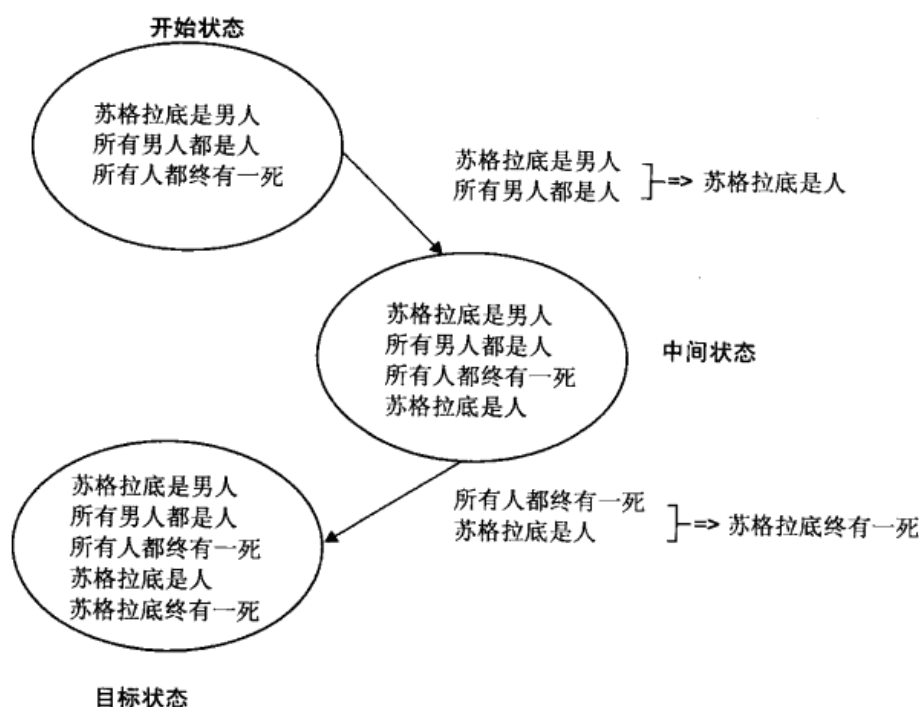 开始状态
苏格拉底是男人
所有男人都是人
所有人都终有一死
苏格拉底是男人
所有男人都是人
=> 苏格拉底是人
苏格拉底是男人
所有男人都是人
所有人都终有一死
苏格拉底是人
中间状态
所有人都终有一死
苏格拉底是人
=> 苏格拉底终有一死
苏格拉底是男人
所有男人都是人
所有人都终有一死
苏格拉底是人
苏格拉底终有一死
目标状态